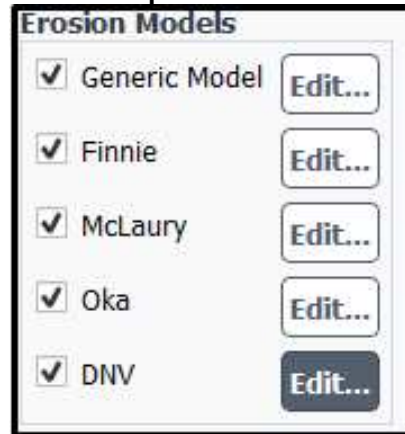 Erosion Models
Generic Model Edit...
Finnie Edit...
McLaury Edit...
Oka Edit...
DNV Edit...